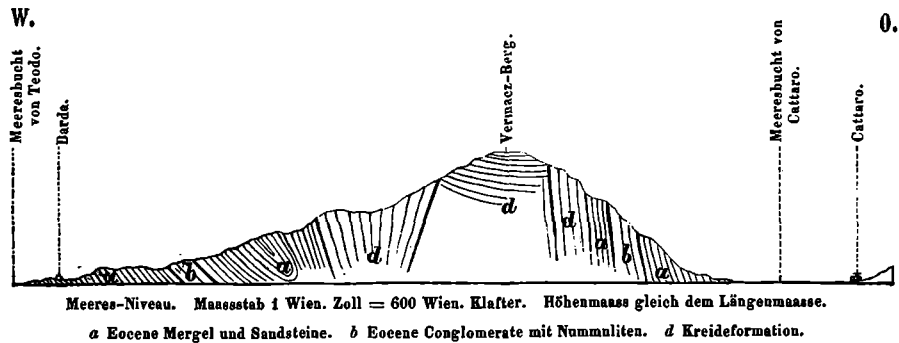 W.
O.
Meeresbucht
von Teodo.
Barda.
Vermacz-Berg.
Meeresbucht von
Cattaro.
Cattaro.
a
b
a
d
d
d
a
b
a
Meeres-Niveau. Maassstab 1 Wien. Zoll = 600 Wien. Klafter. Höhenmaass gleich dem Längenmaasse.
a Eocene Mergel und Sandsteine. b Eocene Conglomerate mit Nummuliten. d Kreideformation.